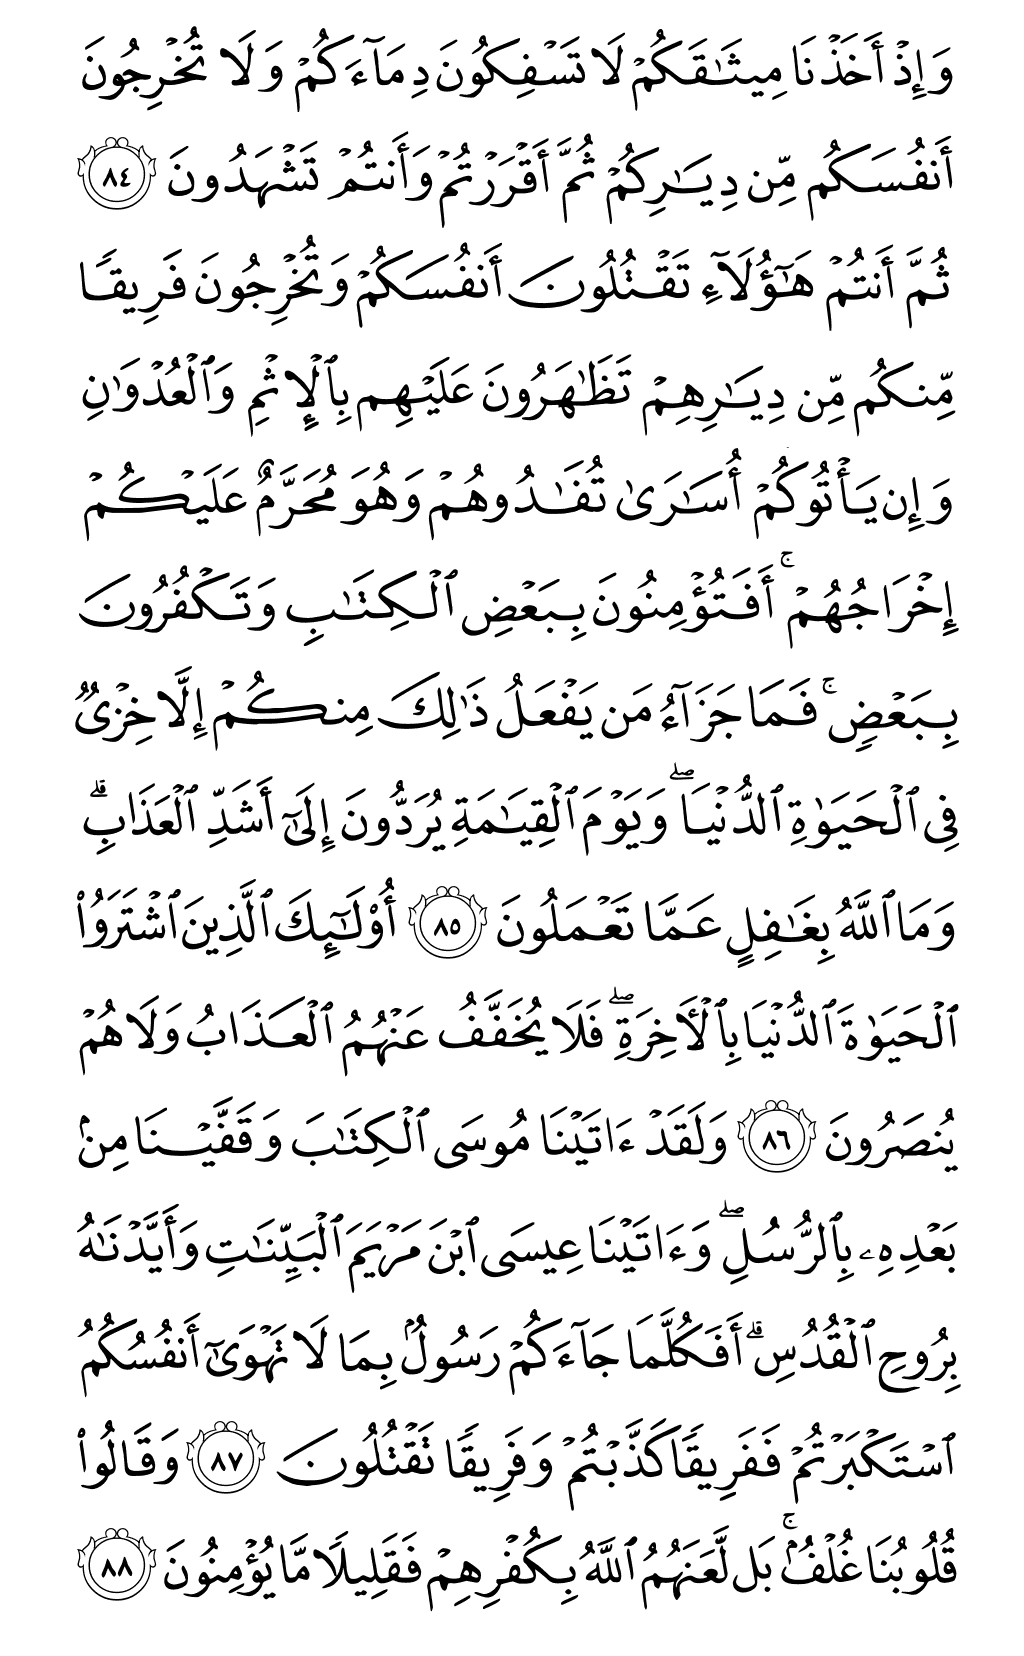 وَإِذْ أَخَذْنَا مِيثَٰقَكُمْ لَا تَسْفِكُونَ دِمَآءَكُمْ وَلَا تُخْرِجُونَ
أَنفُسَكُم مِّن دِيَٰرِكُمْ ثُمَّ أَقْرَرْتُمْ وَأَنتُمْ تَشْهَدُونَ ٨٤
ثُمَّ أَنتُمْ هَٰٓؤُلَآءِ تَقْتُلُونَ أَنفُسَكُمْ وَتُخْرِجُونَ فَرِيقًا
مِّنكُم مِّن دِيَٰرِهِمْ تَظَٰهَرُونَ عَلَيْهِم بِٱلْإِثْمِ وَٱلْعُدْوَٰنِ
وَإِن يَأْتُوكُمْ أُسَٰرَىٰ تُفَٰدُوهُمْ وَهُوَ مُحَرَّمٌ عَلَيْكُمْ
إِخْرَاجُهُمْ ۚ أَفَتُؤْمِنُونَ بِبَعْضِ ٱلْكِتَٰبِ وَتَكْفُرُونَ
بِبَعْضٍ ۚ فَمَا جَزَآءُ مَن يَفْعَلُ ذَٰلِكَ مِنكُمْ إِلَّا خِزْىٌ
فِى ٱلْحَيَوٰةِ ٱلدُّنْيَا ۖ وَيَوْمَ ٱلْقِيَٰمَةِ يُرَدُّونَ إِلَىٰٓ أَشَدِّ ٱلْعَذَابِ ۗ
وَمَا ٱللَّهُ بِغَٰفِلٍ عَمَّا تَعْمَلُونَ ٨٥ أُو۟لَٰٓئِكَ ٱلَّذِينَ ٱشْتَرَوُا۟
ٱلْحَيَوٰةَ ٱلدُّنْيَا بِٱلْءَاخِرَةِ ۖ فَلَا يُخَفَّفُ عَنْهُمُ ٱلْعَذَابُ وَلَا هُمْ
يُنصَرُونَ ٨٦ وَلَقَدْ ءَاتَيْنَا مُوسَى ٱلْكِتَٰبَ وَقَفَّيْنَا مِنۢ
بَعْدِهِۦ بِٱلرُّسُلِ ۖ وَءَاتَيْنَا عِيسَى ٱبْنَ مَرْيَمَ ٱلْبَيِّنَٰتِ وَأَيَّدْنَٰهُ
بِرُوحِ ٱلْقُدُسِ ۗ أَفَكُلَّمَا جَآءَكُمْ رَسُولٌۢ بِمَا لَا تَهْوَىٰٓ أَنفُسُكُمُ
ٱسْتَكْبَرْتُمْ فَفَرِيقًا كَذَّبْتُمْ وَفَرِيقًا تَقْتُلُونَ ٨٧ وَقَالُوا۟
قُلُوبُنَا غُلْفٌۢ ۚ بَل لَّعَنَهُمُ ٱللَّهُ بِكُفْرِهِمْ فَقَلِيلًا مَّا يُؤْمِنُونَ ٨٨